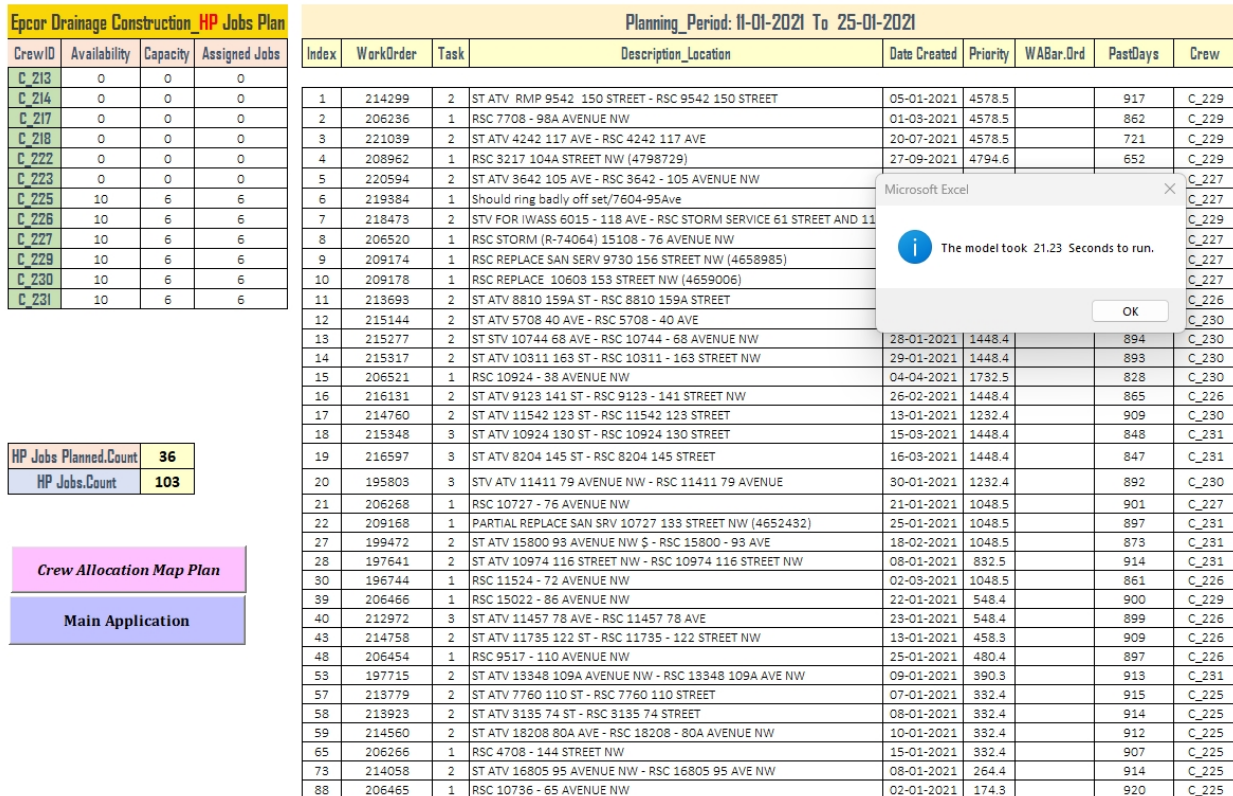 Epcor Drainage Construction_HP Jobs Plan
Planning_Period: 11-01-2021 To 25-01-2021
CrewID Availability Capacity Assigned Jobs
C_213 0 0 0
C_214 0 0 0
C_217 0 0 0
C_218 0 0 0
C_222 0 0 0
C_223 0 0 0
C_225 10 6 6
C_226 10 6 6
C_227 10 6 6
C_229 10 6 6
C_230 10 6 6
C_231 10 6 6
HP Jobs Planned.Count 36
HP Jobs.Count 103
Crew Allocation Map Plan
Main Application
Index WorkOrder Task Description_Location Date Created Priority WABar.Ord PastDays Crew
1 214299 2 ST ATV RMP 9542 150 STREET - RSC 9542 150 STREET 05-01-2021 4578.5 917 C_229
2 206236 1 RSC 7708 - 98A AVENUE NW 01-03-2021 4578.5 862 C_229
3 221039 2 ST ATV 4242 117 AVE - RSC 4242 117 AVE 20-07-2021 4578.5 721 C_229
4 208962 1 RSC 3217 104A STREET NW (4798729) 27-09-2021 4794.6 652 C_229
5 220594 2 ST ATV 3642 105 AVE - RSC 3642 - 105 AVENUE NW C_227
6 219384 1 Should ring badly off set/7604-95Ave C_227
7 218473 2 STV FOR IWASS 6015 - 118 AVE - RSC STORM SERVICE 61 STREET AND 11 C_229
8 206520 1 RSC STORM (R-74064) 15108 - 76 AVENUE NW C_227
9 209174 1 RSC REPLACE SAN SERV 9730 156 STREET NW (4658985) C_227
10 209178 1 RSC REPLACE 10603 153 STREET NW (4659006) C_227
11 213693 2 ST ATV 8810 159A ST - RSC 8810 159A STREET C_226
12 215144 2 ST ATV 5708 40 AVE - RSC 5708 - 40 AVE C_230
13 215277 2 ST STV 10744 68 AVE - RSC 10744 - 68 AVENUE NW 28-01-2021 1448.4 894 C_230
14 215317 2 ST ATV 10311 163 ST - RSC 10311 - 163 STREET NW 29-01-2021 1448.4 893 C_230
15 206521 1 RSC 10924 - 38 AVENUE NW 04-04-2021 1732.5 828 C_230
16 216131 2 ST ATV 9123 141 ST - RSC 9123 - 141 STREET NW 26-02-2021 1448.4 865 C_226
17 214760 2 ST ATV 11542 123 ST - RSC 11542 123 STREET 13-01-2021 1232.4 909 C_230
18 215348 3 ST ATV 10924 130 ST - RSC 10924 130 STREET 15-03-2021 1448.4 848 C_231
19 216597 3 ST ATV 8204 145 ST - RSC 8204 145 STREET 16-03-2021 1448.4 847 C_231
20 195803 3 STV ATV 11411 79 AVENUE NW - RSC 11411 79 AVENUE 30-01-2021 1232.4 892 C_230
21 206268 1 RSC 10727 - 76 AVENUE NW 21-01-2021 1048.5 901 C_227
22 209168 1 PARTIAL REPLACE SAN SRV 10727 133 STREET NW (4652432) 25-01-2021 1048.5 897 C_231
27 199472 2 ST ATV 15800 93 AVENUE NW $ - RSC 15800 - 93 AVE 18-02-2021 1048.5 873 C_231
28 197641 2 ST ATV 10974 116 STREET NW - RSC 10974 116 STREET NW 08-01-2021 832.5 914 C_231
30 196744 1 RSC 11524 - 72 AVENUE NW 02-03-2021 1048.5 861 C_226
39 206466 1 RSC 15022 - 86 AVENUE NW 22-01-2021 548.4 900 C_229
40 212972 3 ST ATV 11457 78 AVE - RSC 11457 78 AVE 23-01-2021 548.4 899 C_226
43 214758 2 ST ATV 11735 122 ST - RSC 11735 - 122 STREET NW 13-01-2021 458.3 909 C_226
48 206454 1 RSC 9517 - 110 AVENUE NW 25-01-2021 480.4 897 C_226
53 197715 2 ST ATV 13348 109A AVENUE NW - RSC 13348 109A AVE NW 09-01-2021 390.3 913 C_231
57 213779 2 ST ATV 7760 110 ST - RSC 7760 110 STREET 07-01-2021 332.4 915 C_225
58 213923 2 ST ATV 3135 74 ST - RSC 3135 74 STREET 08-01-2021 332.4 914 C_225
59 214560 2 ST ATV 18208 80A AVE - RSC 18208 - 80A AVENUE NW 10-01-2021 332.4 912 C_225
65 206266 1 RSC 4708 - 144 STREET NW 15-01-2021 332.4 907 C_225
73 214058 2 ST ATV 16805 95 AVENUE NW - RSC 16805 95 AVE NW 08-01-2021 264.4 914 C_225
88 206465 1 RSC 10736 - 65 AVENUE NW 02-01-2021 174.3 920 C_225
Microsoft Excel
The model took 21.23 Seconds to run.
OK